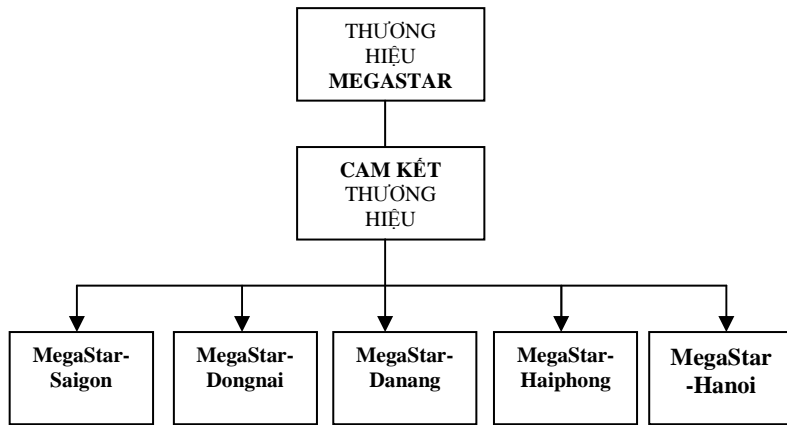 THƯƠNG
HIỆU
MEGASTAR
CAM KẾT
THƯƠNG
HIỆU
MegaStar-
Saigon
MegaStar-
Dongnai
MegaStar-
Danang
MegaStar-
Haiphong
MegaStar
-Hanoi